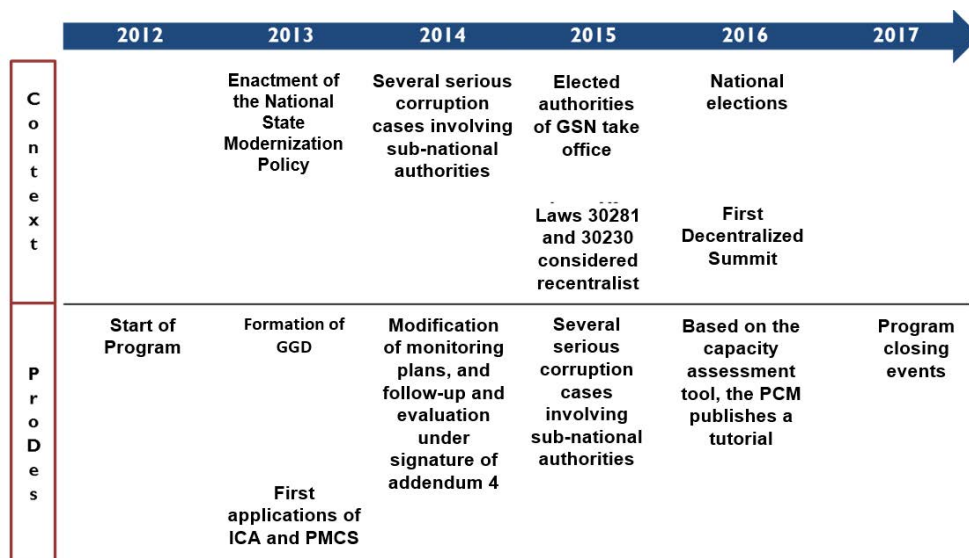 2012 2013 2014 2015 2016 2017
Context
Enactment of
the National
State
Modernization
Policy
Several serious
corruption
cases involving
sub-national
authorities
Elected
authorities
of GSN take
office
Laws 30281
and 30230
considered
recentralist
National
elections
First
Decentralized
Summit
ProDes
Start of
Program
Formation of
GGD
First
applications of
ICA and PMCS
Modification
of monitoring
plans, and
follow-up and
evaluation
under
signature of
addendum 4
Several
serious
corruption
cases
involving
sub-national
authorities
Based on the
capacity
assessment
tool, the PCM
publishes a
tutorial
Program
closing
events